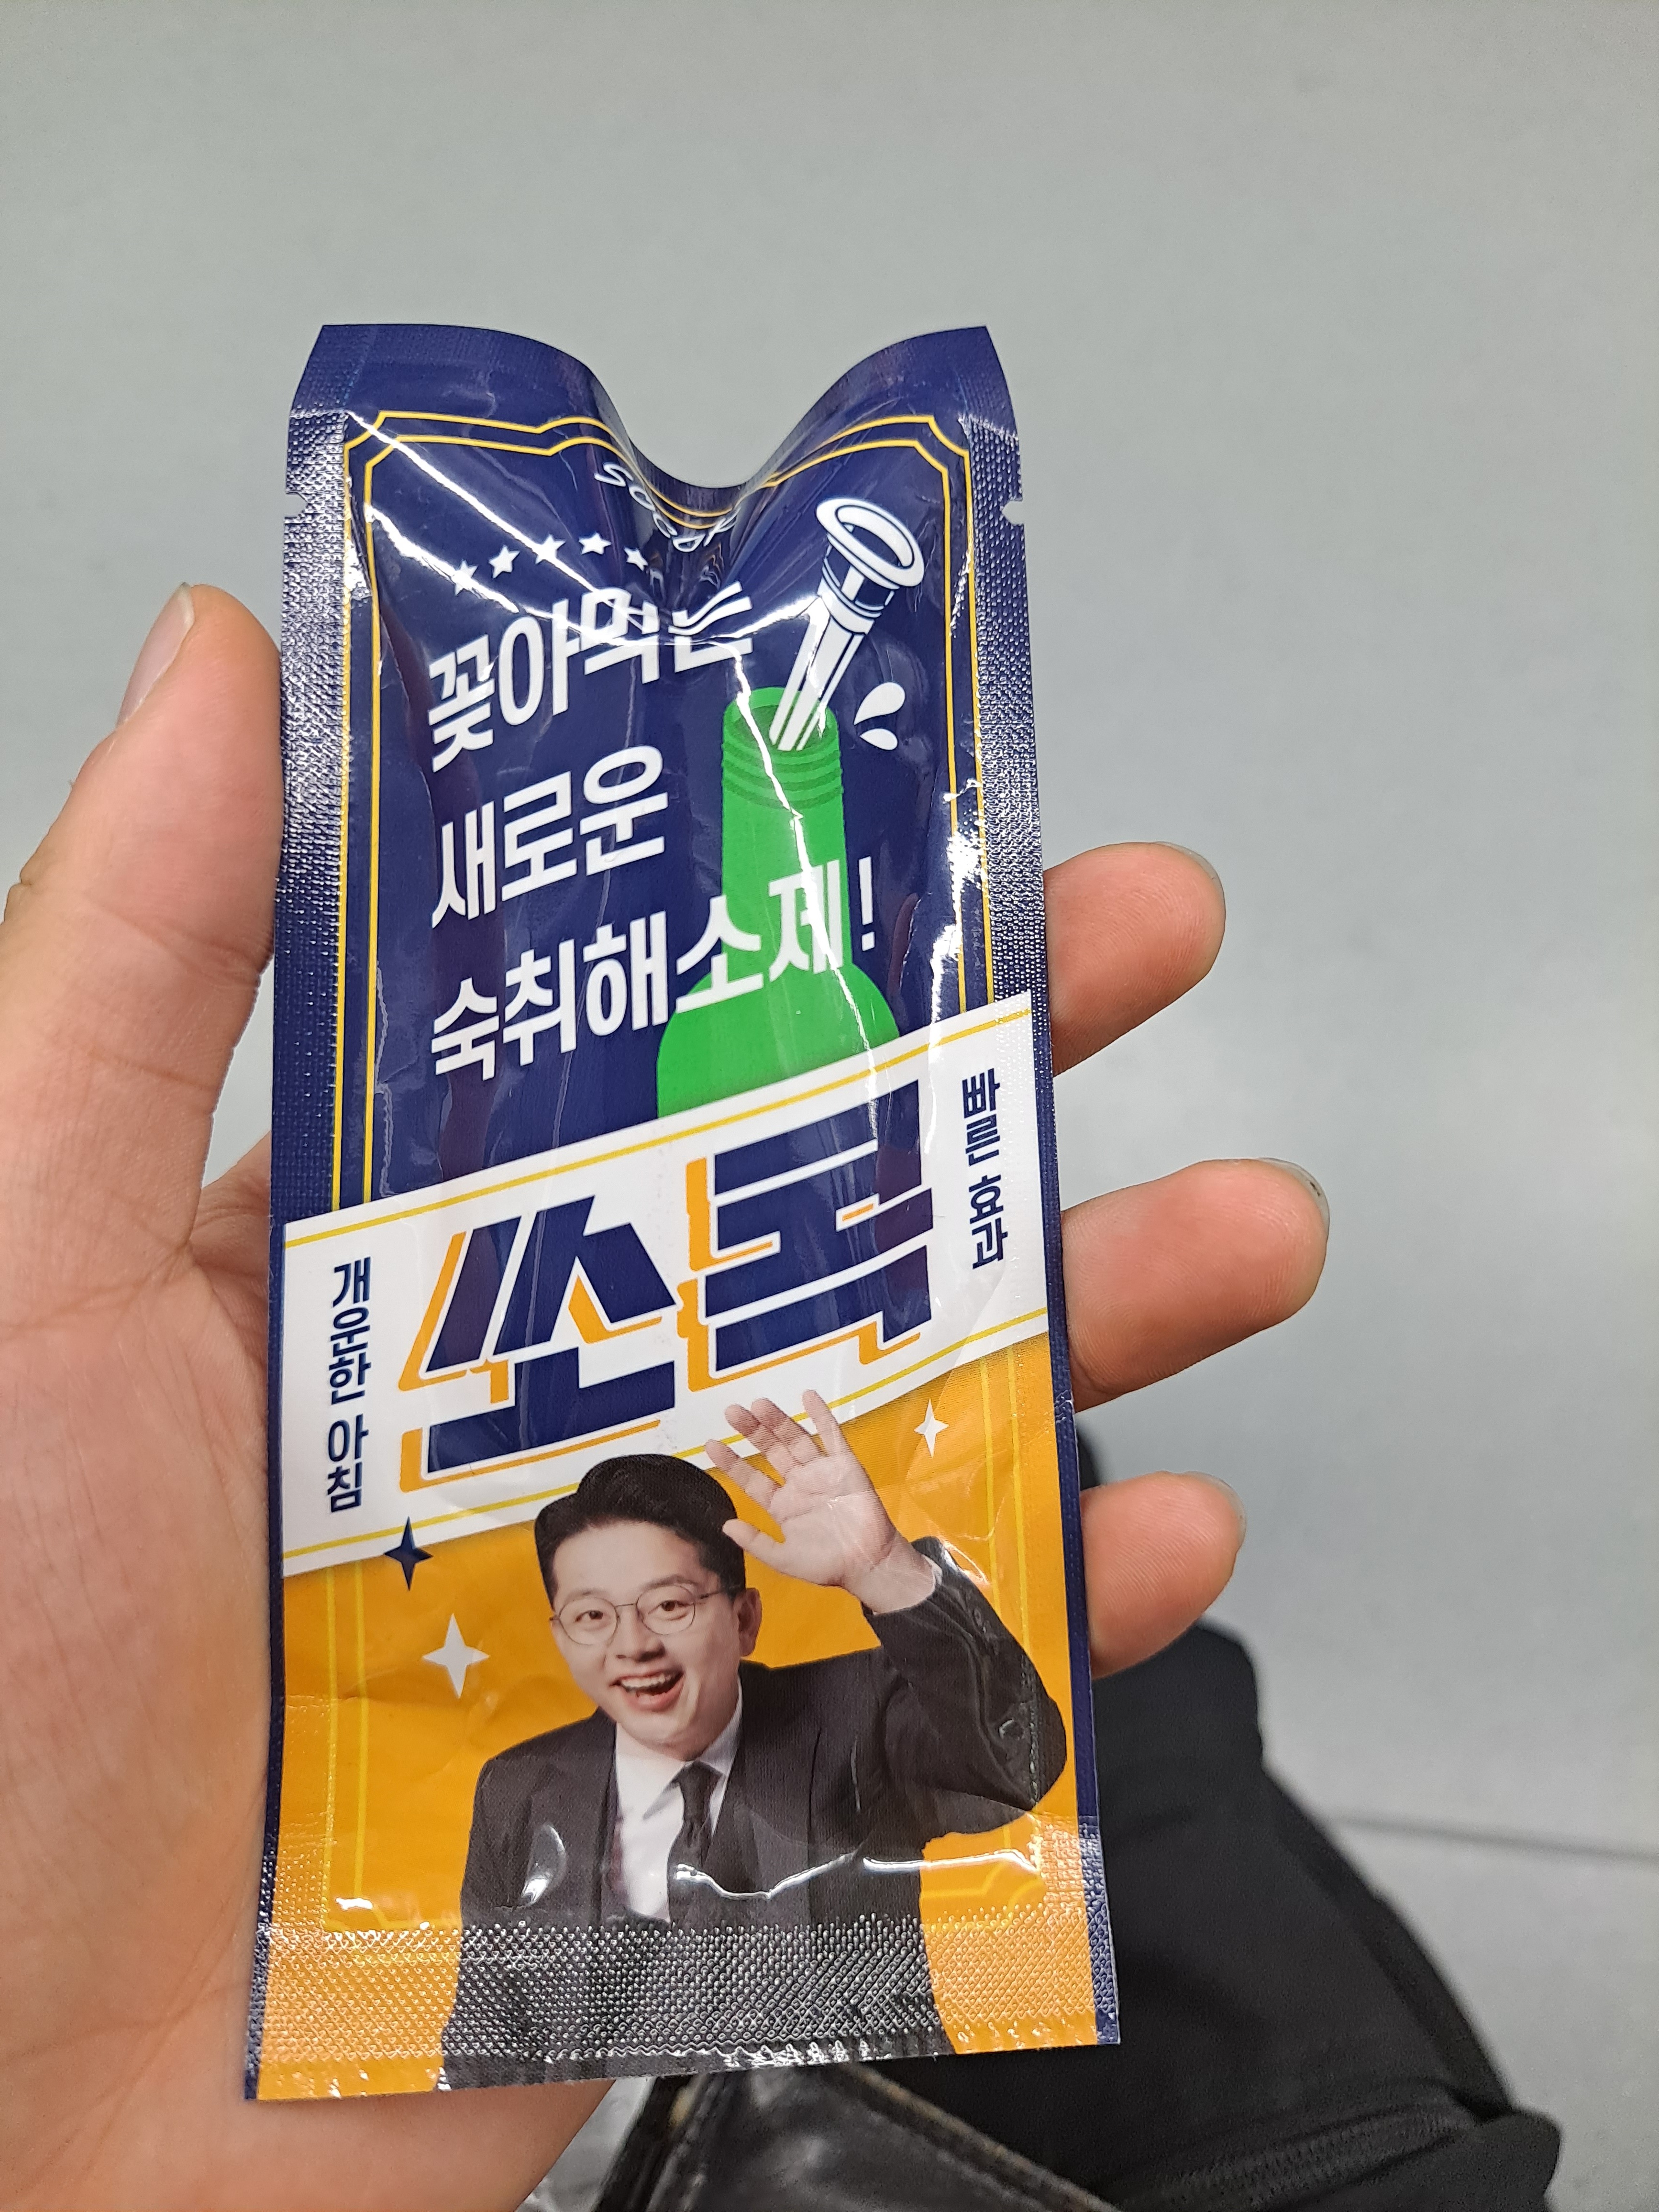 꽂아먹는
새로운
숙취해소제!
빠른 효과
쏘콕
개운한 아침